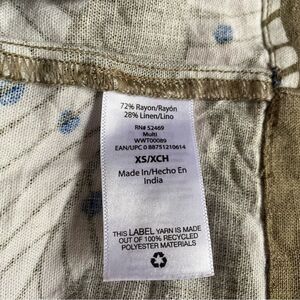 72% Rayon/Rayón
28% Linen/Lino
RN# 52469
Multi
WWT00089
EAN/UPC 0 88751210614
XS/XCH
Made In/Hecho En
India
THIS LABEL YARN IS MADE
OUT OF 100% RECYCLED
POLYESTER MATERIALS